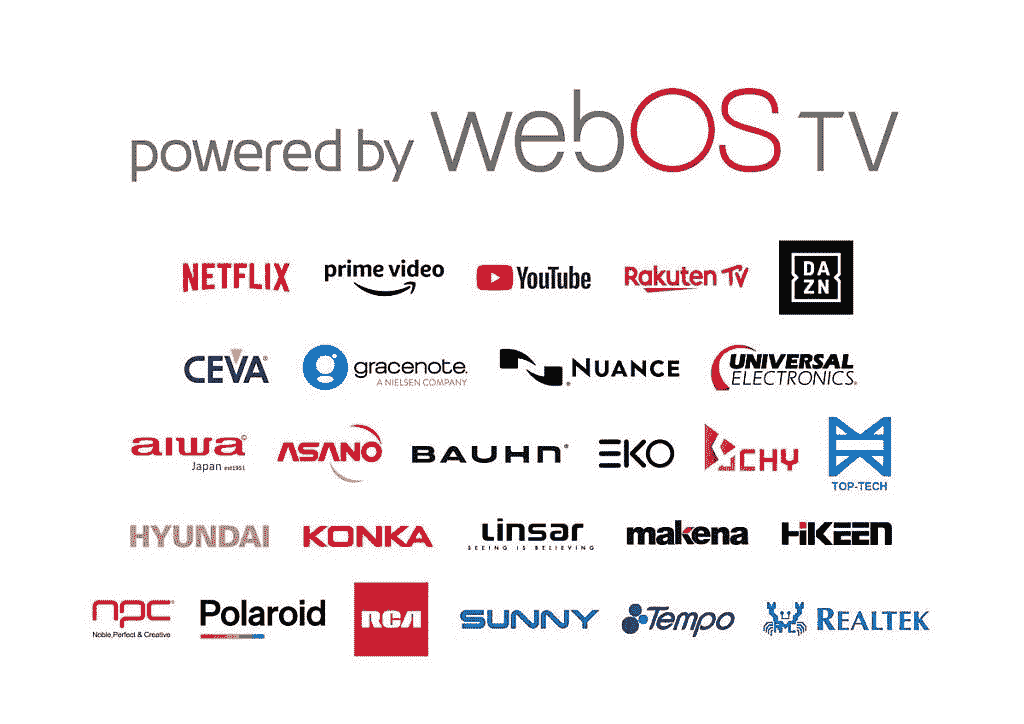 powered by webOS TV
NETFLIX prime video YouTube Rakuten TV DAZN
CEVA® gracenote. NUANCE UNIVERSAL
A NIELSEN COMPANY ® ELECTRONICS®
aiwa© ASANO BAUHN® EKO CHY
Japan est1951 TOP-TECH
HYUNDAI KONKA Linsar makena HiKEEN
SEEING IS BELIEVING
npc Polaroid RCA SUNNY Tempo REALTEK
Noble,Perfect & Creative